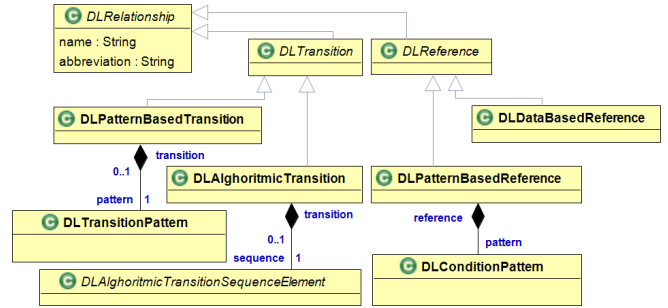 DLRelationship
name : String
abbreviation : String
DLTransition
DLReference
DLPatternBasedTransition
DLDataBasedReference
transition
0..1
pattern 1
DLAlghoritmicTransition
DLPatternBasedReference
DLTransitionPattern
transition
0..1
sequence 1
reference
pattern
DLAlghoritmicTransitionSequenceElement
DLConditionPattern